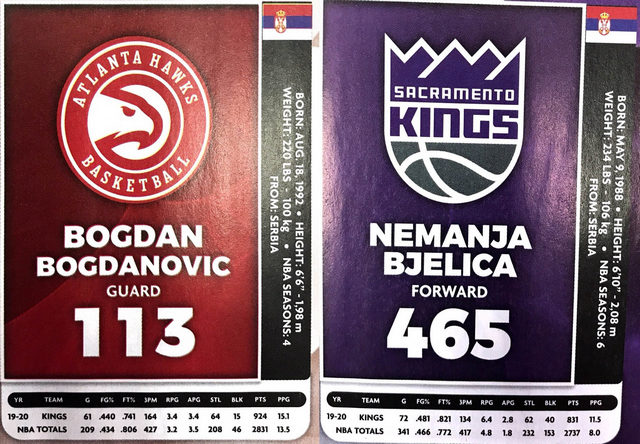 ATLANTA HAWKS
BASKETBALL
BOGDAN
BOGDANOVIC
GUARD
113
BORN: AUG. 18, 1992 • HEIGHT: 6'6" - 1,98 m
WEIGHT: 220 LBS - 100 kg • NBA SEASONS: 4
FROM: SERBIA
YR TEAM G FG% FT% 3PM RPG APG STL BLK PTS PPG
19-20 KINGS 61 .440 .741 164 3.4 3.4 64 15 924 15.1
NBA TOTALS 209 .434 .806 427 3.2 3.5 208 46 2831 13.5
SACRAMENTO
KINGS
NEMANJA
BJELICA
FORWARD
465
BORN: MAY 9, 1988 • HEIGHT: 6'10" - 2,08 m
WEIGHT: 234 LBS - 106 kg • NBA SEASONS: 6
FROM: SERBIA
YR TEAM G FG% FT% 3PM RPG APG STL BLK PTS PPG
19-20 KINGS 72 .481 .821 134 6.4 2.8 62 40 831 11.5
NBA TOTALS 341 .466 .772 417 4.8 1.8 232 153 2737 8.0